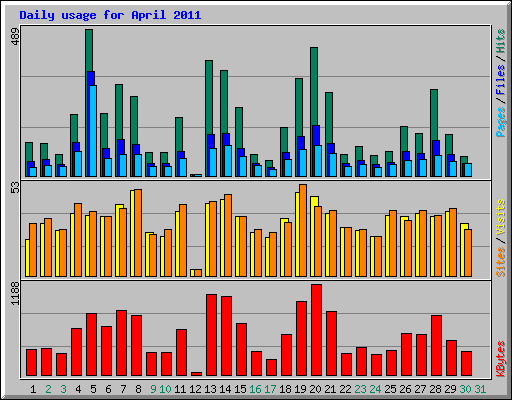 Daily usage for April 2011
489
Pages / Files / Hits
53
Sites / Visits
1188
KBytes
1 2 3 4 5 6 7 8 9 10 11 12 13 14 15 16 17 18 19 20 21 22 23 24 25 26 27 28 29 30 31